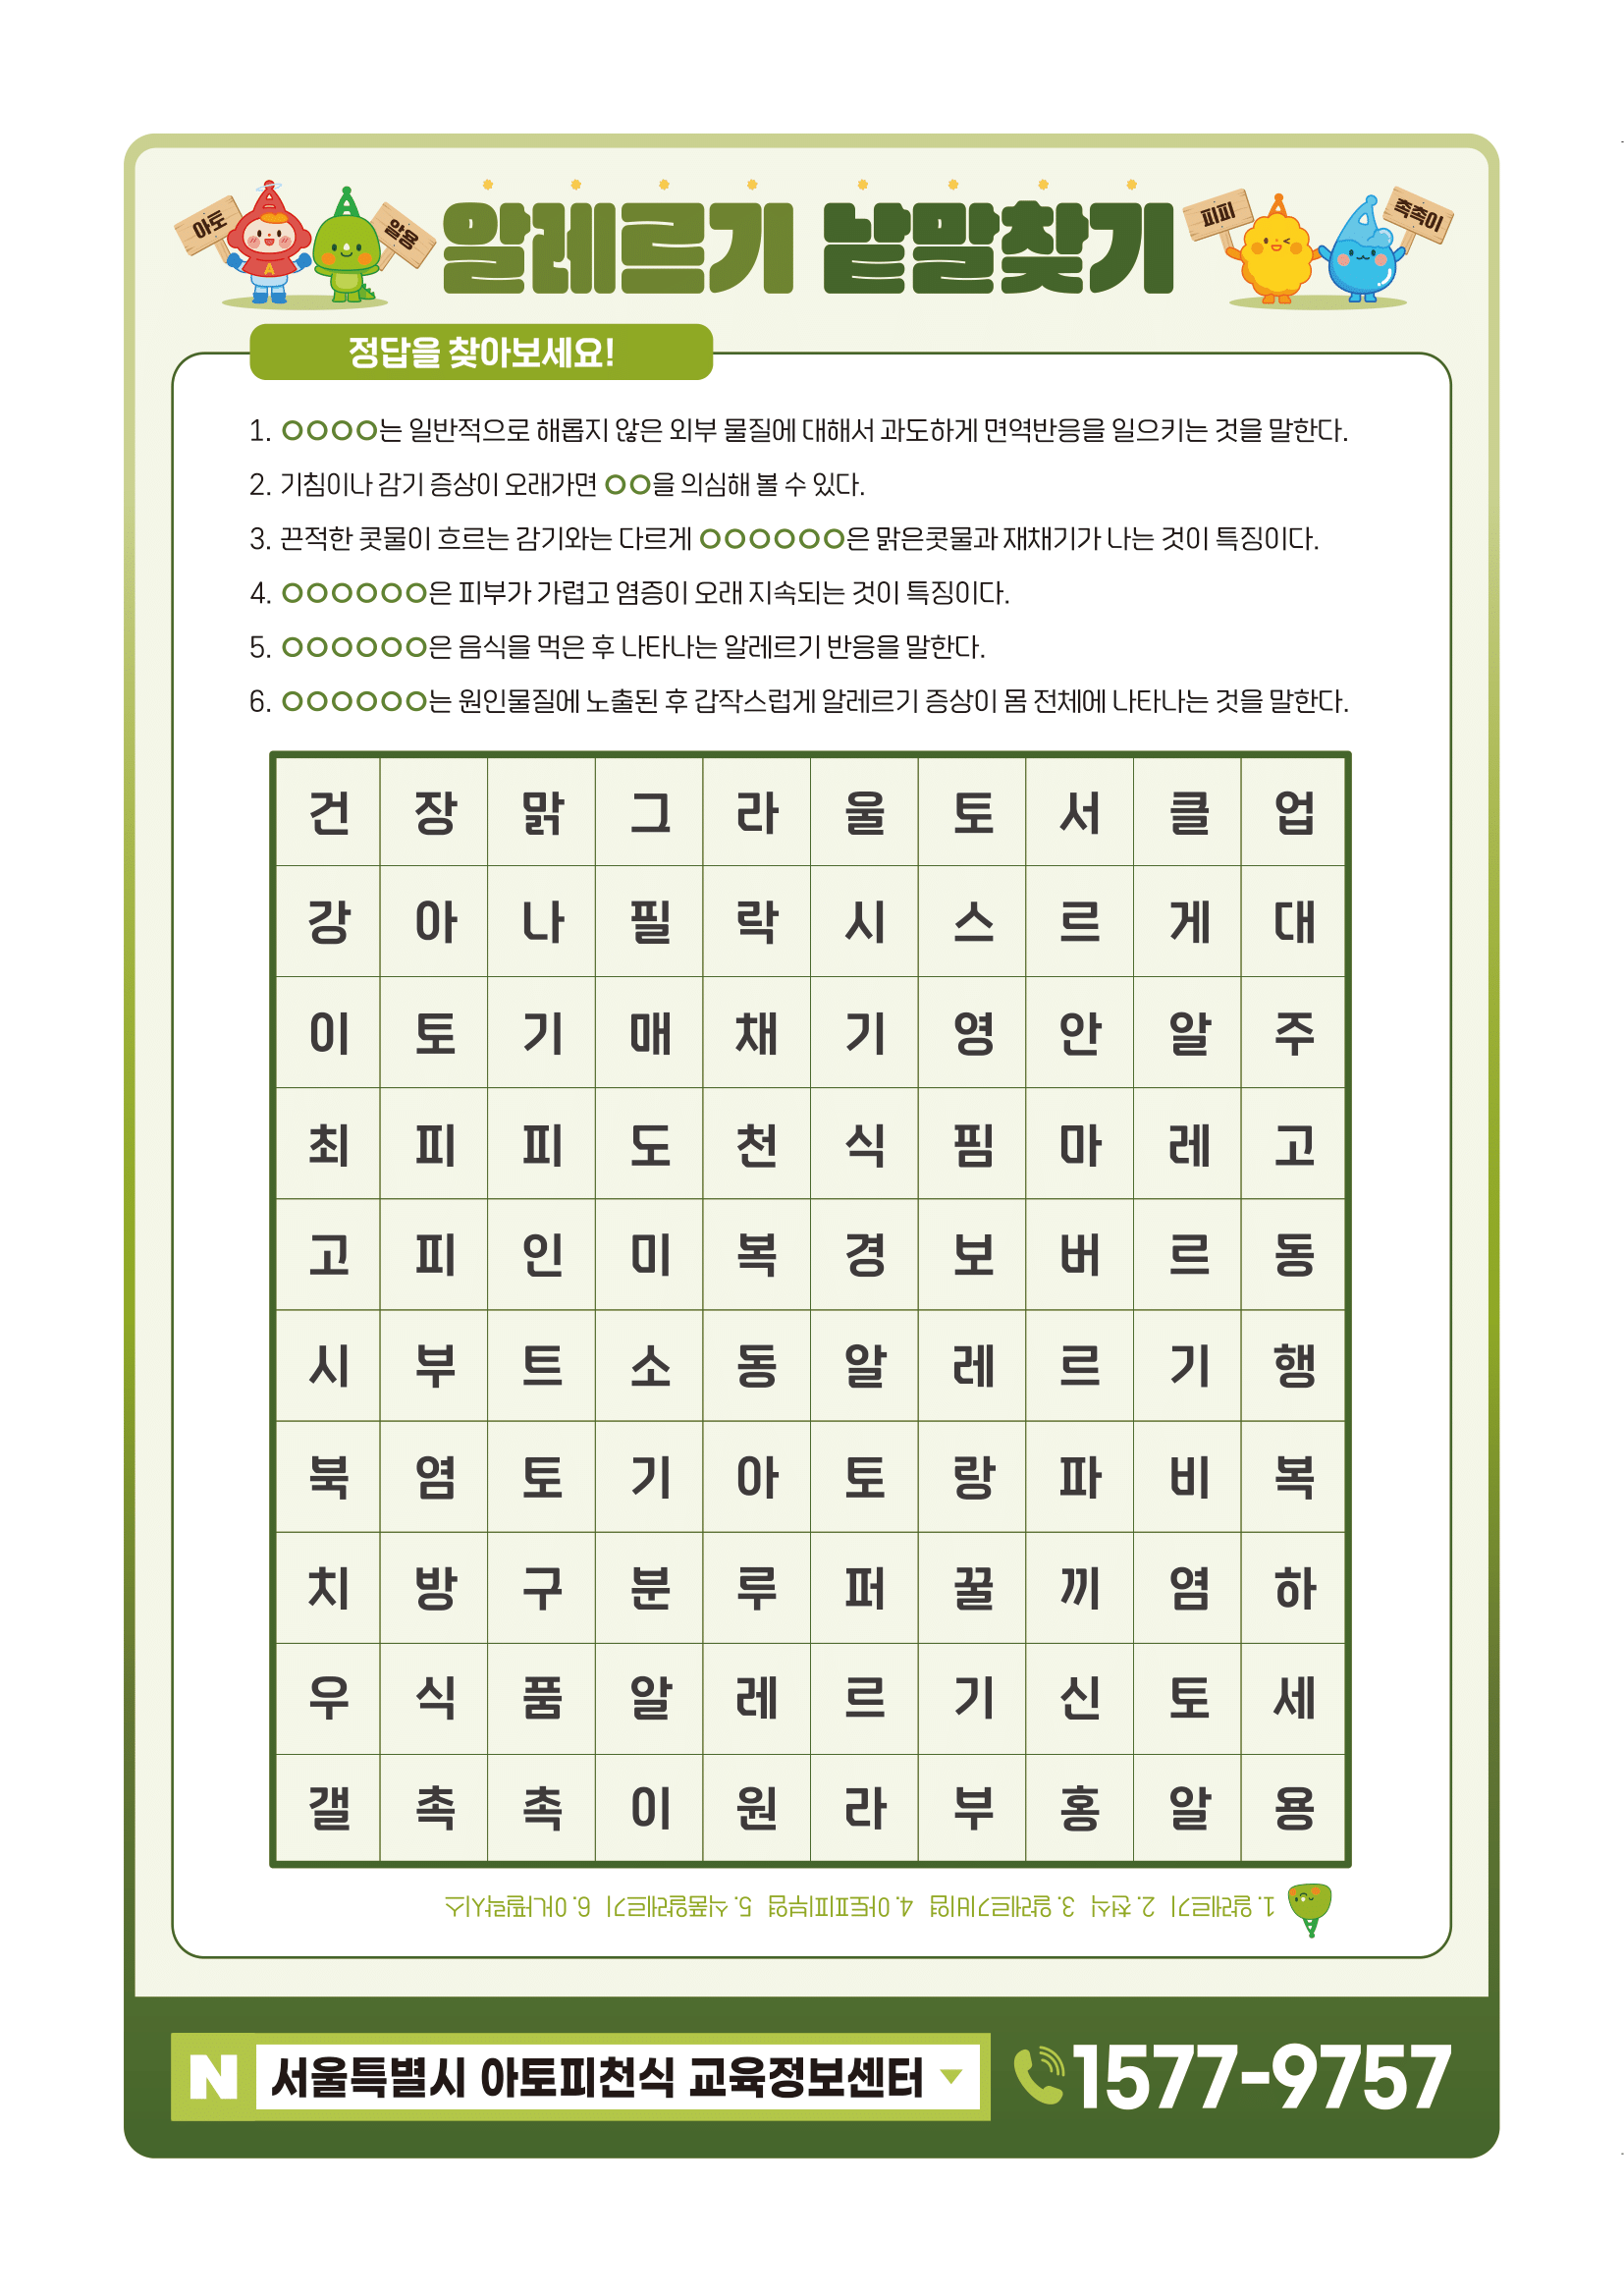 아토
알용
알레르기 낱말찾기
피피
촉촉이
정답을 찾아보세요!
1. ○○○○는 일반적으로 해롭지 않은 외부 물질에 대해서 과도하게 면역반응을 일으키는 것을 말한다.
2. 기침이나 감기 증상이 오래가면 ○○을 의심해 볼 수 있다.
3. 끈적한 콧물이 흐르는 감기와는 다르게 ○○○○○○은 맑은콧물과 재채기가 나는 것이 특징이다.
4. ○○○○○○은 피부가 가렵고 염증이 오래 지속되는 것이 특징이다.
5. ○○○○○○은 음식을 먹은 후 나타나는 알레르기 반응을 말한다.
6. ○○○○○○는 원인물질에 노출된 후 갑작스럽게 알레르기 증상이 몸 전체에 나타나는 것을 말한다.
건 장 맑 그 라 울 토 서 클 업
강 아 나 필 락 시 스 르 게 대
이 토 기 매 채 기 영 안 알 주
최 피 피 도 천 식 핌 마 레 고
고 피 인 미 복 경 보 버 르 동
시 부 트 소 동 알 레 르 기 행
북 염 토 기 아 토 랑 파 비 복
치 방 구 분 루 퍼 꿀 끼 염 하
우 식 품 알 레 르 기 신 토 세
갤 촉 촉 이 원 라 부 홍 알 용
1. 알레르기 2. 천식 3. 알레르기비염 4. 아토피피부염 5. 식품알레르기 6. 아나필락시스
N 서울특별시 아토피천식 교육정보센터
1577-9757